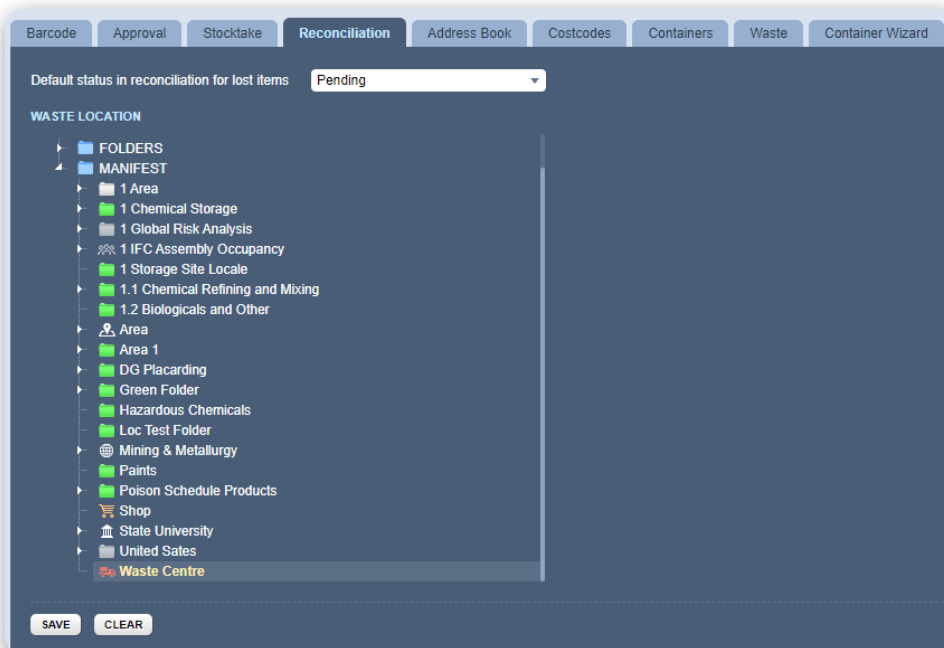 Barcode Approval Stocktake Reconciliation Address Book Costcodes Containers Waste Container Wizard
Default status in reconciliation for lost items Pending
WASTE LOCATION
FOLDERS
MANIFEST
1 Area
1 Chemical Storage
1 Global Risk Analysis
1 IFC Assembly Occupancy
1 Storage Site Locale
1.1 Chemical Refining and Mixing
1.2 Biologicals and Other
Area
Area 1
DG Placarding
Green Folder
Hazardous Chemicals
Loc Test Folder
Mining & Metallurgy
Paints
Poison Schedule Products
Shop
State University
United Sates
Waste Centre
SAVE CLEAR